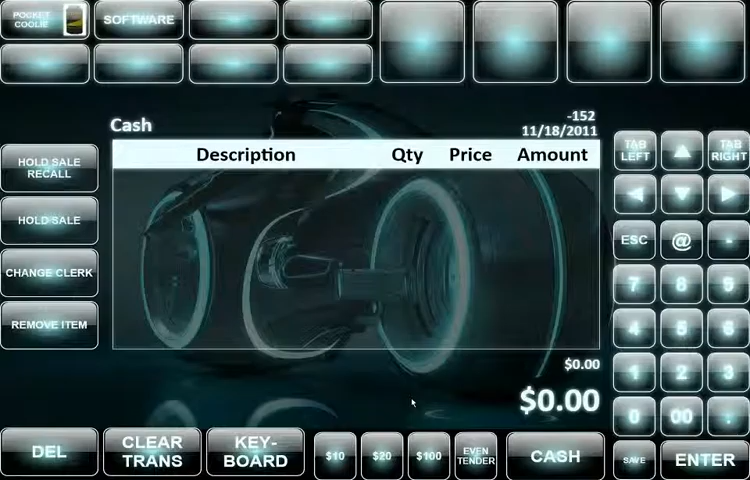 POCKET
COOLIE
SOFTWARE
Cash
-152
11/18/2011
Description Qty Price Amount
HOLD SALE
RECALL
HOLD SALE
CHANGE CLERK
REMOVE ITEM
$0.00
$0.00
TAB
LEFT
TAB
RIGHT
ESC @ -
7 8 9
4 5 6
1 2 3
0 00 .
DEL
CLEAR
TRANS
KEY-
BOARD
$10
$20
$100
EVEN
TENDER
CASH
SAVE
ENTER